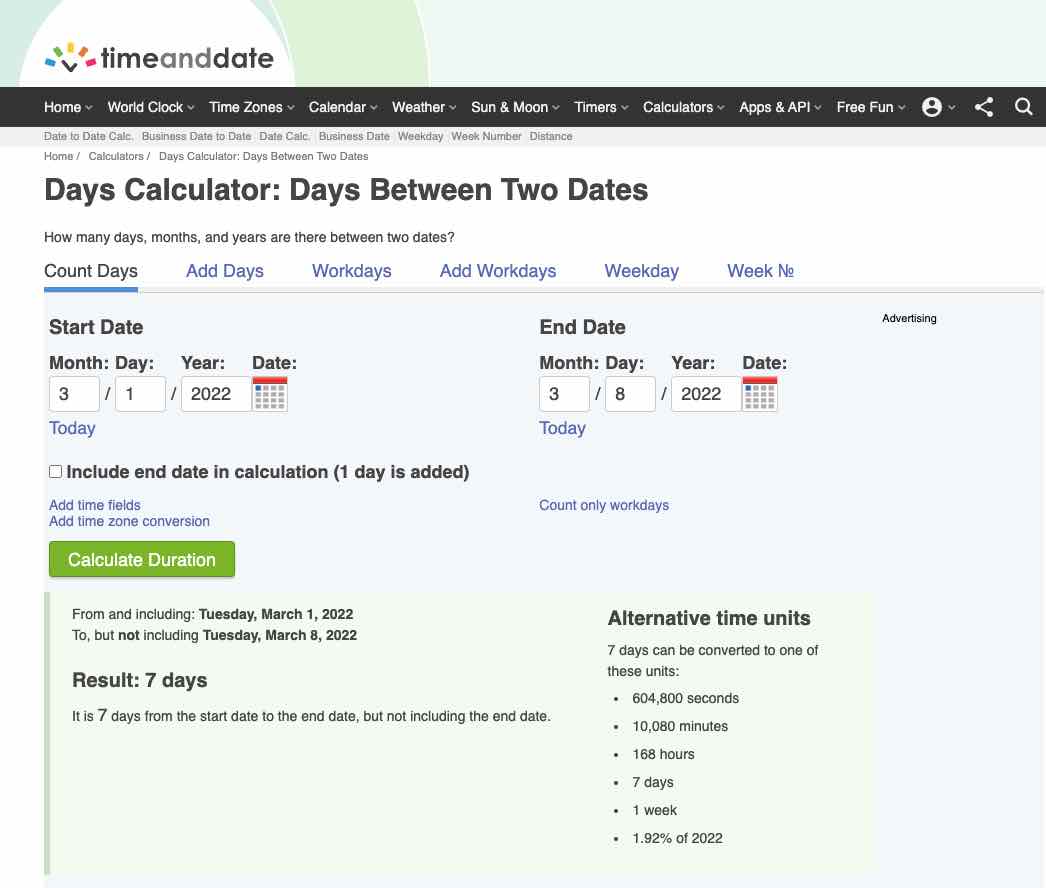 timeanddate
Home World Clock Time Zones Calendar Weather Sun & Moon Timers Calculators Apps & API Free Fun
Date to Date Calc. Business Date to Date Date Calc. Business Date Weekday Week Number Distance
Home / Calculators / Days Calculator: Days Between Two Dates
Days Calculator: Days Between Two Dates
How many days, months, and years are there between two dates?
Count Days Add Days Workdays Add Workdays Weekday Week №
Advertising
Start Date
Month: Day: Year: Date:
3 / 1 / 2022
Today
End Date
Month: Day: Year: Date:
3 / 8 / 2022
Today
Include end date in calculation (1 day is added)
Add time fields
Add time zone conversion
Count only workdays
Calculate Duration
From and including: Tuesday, March 1, 2022
To, but not including Tuesday, March 8, 2022
Result: 7 days
It is 7 days from the start date to the end date, but not including the end date.
Alternative time units
7 days can be converted to one of
these units:
• 604,800 seconds
• 10,080 minutes
• 168 hours
• 7 days
• 1 week
• 1.92% of 2022